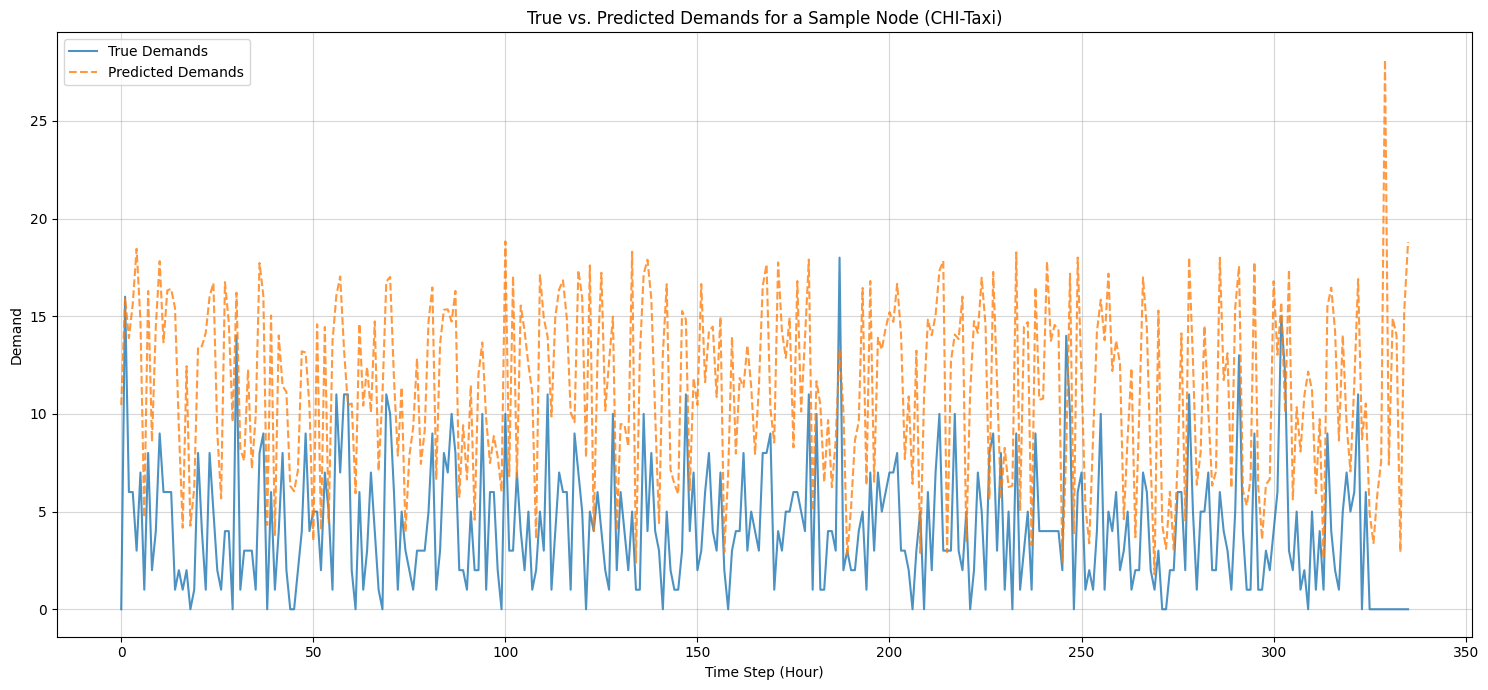 True vs. Predicted Demands for a Sample Node (CHI-Taxi)
True Demands
Predicted Demands
Demand
25
20
15
10
5
0
0 50 100 150 200 250 300 350
Time Step (Hour)